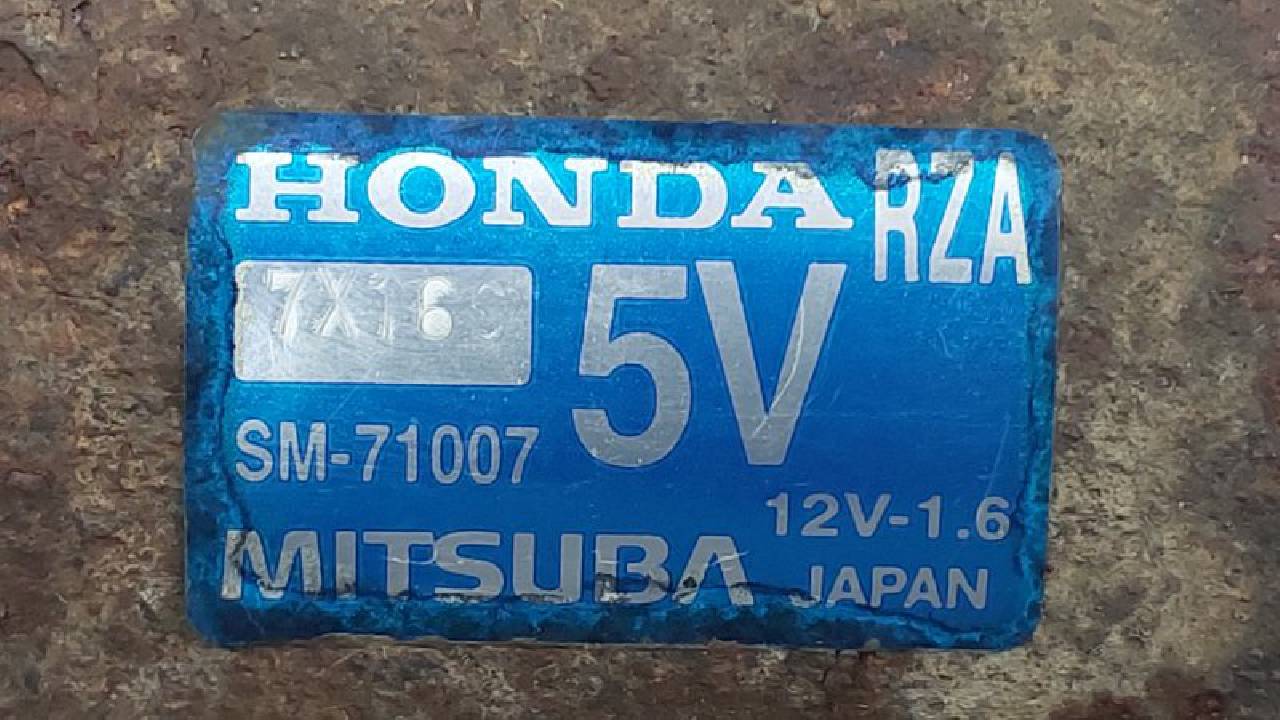 HONDA RZA
5V
SM-71007
12V-1.6
MITSUBA JAPAN